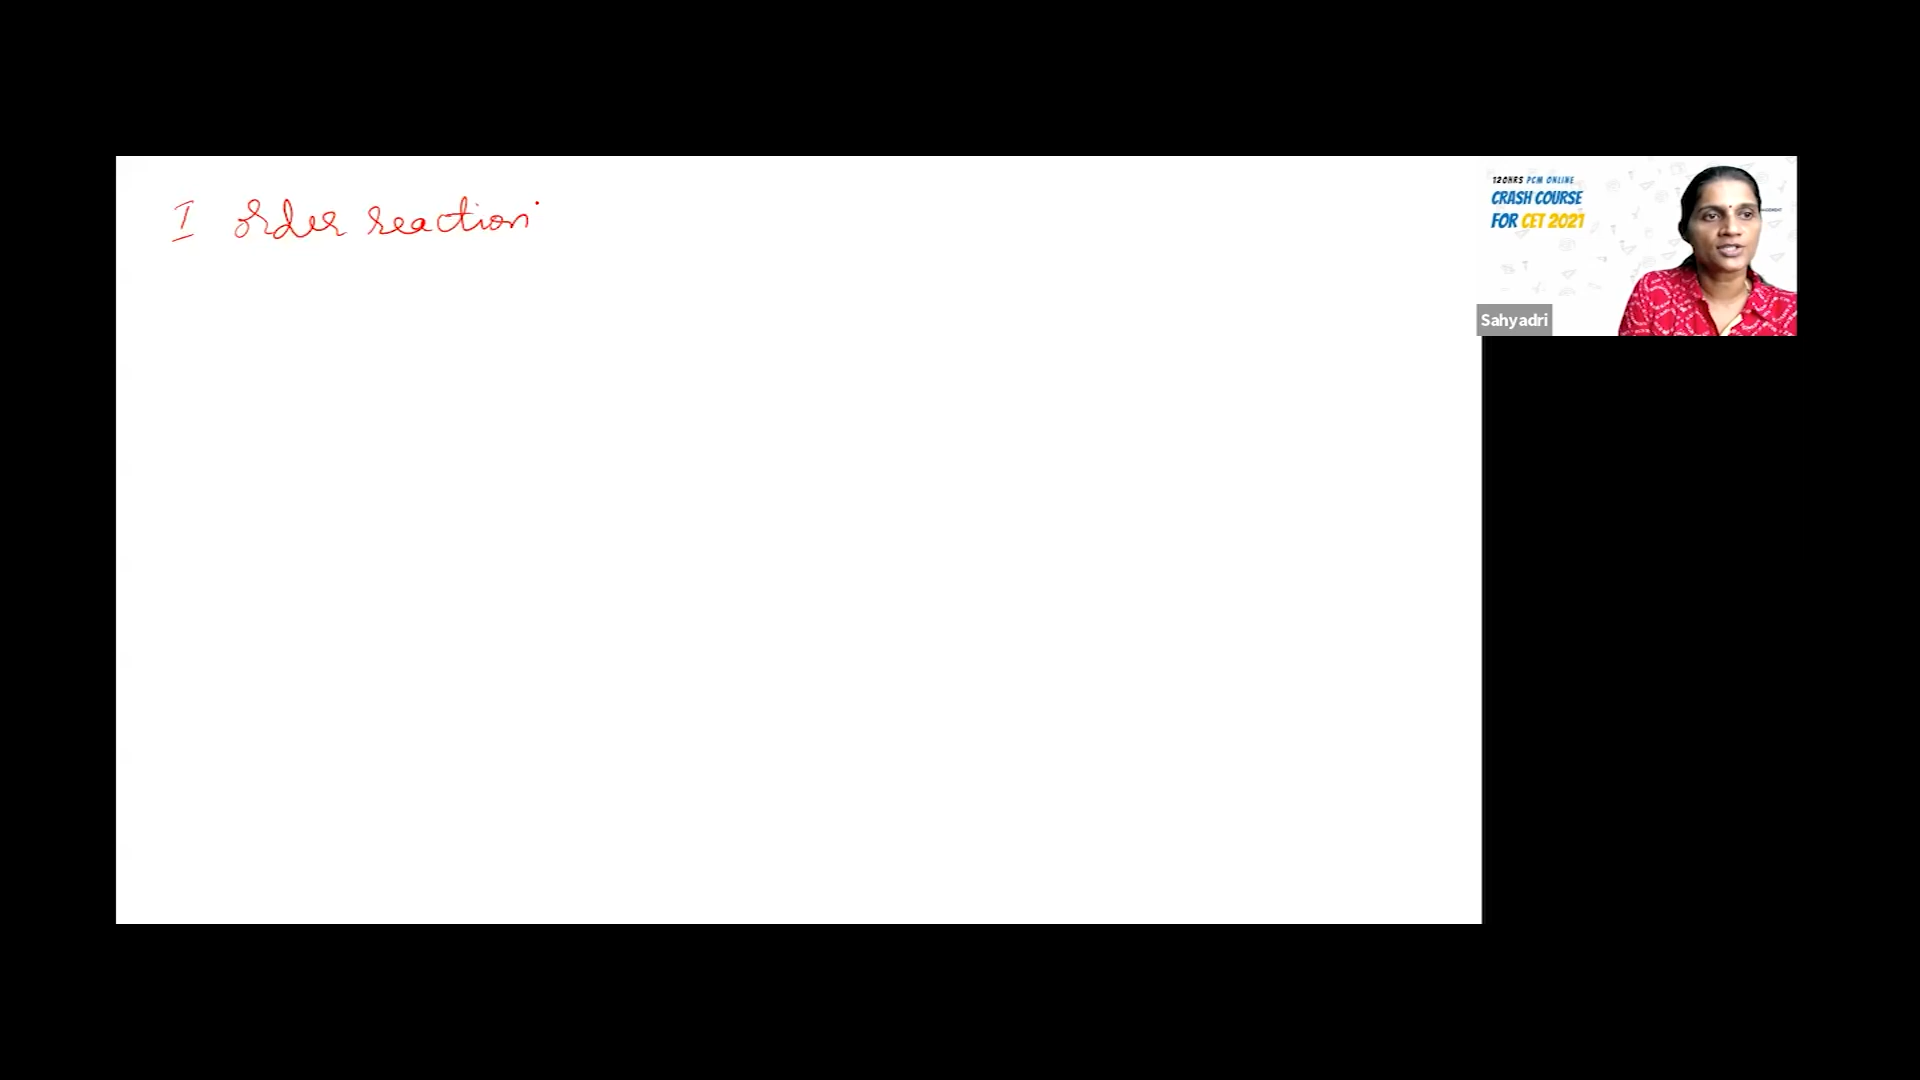 I order reaction
120HRS PCM ONLINE
CRASH COURSE
FOR CET 2021
Sahyadri